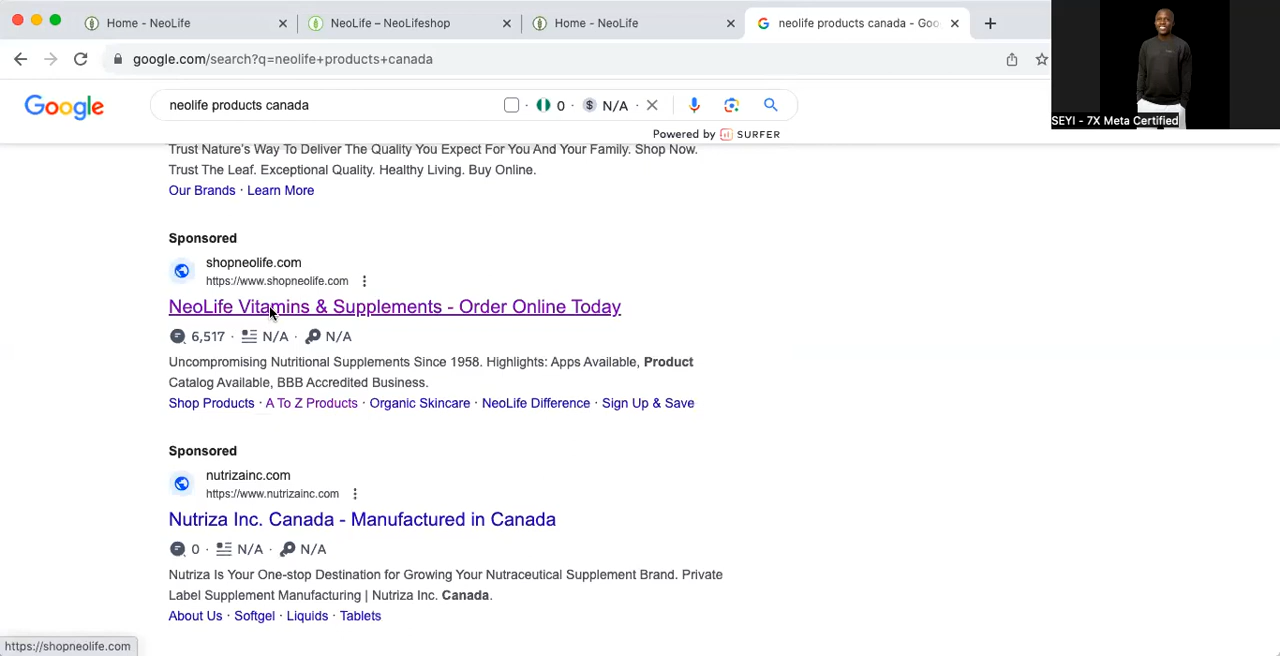 Home - NeoLife
NeoLife – NeoLifeshop
Home - NeoLife
neolife products canada - Goo
google.com/search?q=neolife+products+canada
SEYI - 7X Meta Certified
Google
neolife products canada
0 · $ N/A ·
Powered by SURFER
Trust Nature's Way To Deliver The Quality You Expect For You And Your Family. Shop Now.
Trust The Leaf. Exceptional Quality. Healthy Living. Buy Online.
Our Brands · Learn More
Sponsored
shopneolife.com
https://www.shopneolife.com
NeoLife Vitamins & Supplements - Order Online Today
6,517 · N/A · N/A
Uncompromising Nutritional Supplements Since 1958. Highlights: Apps Available, Product
Catalog Available, BBB Accredited Business.
Shop Products · A To Z Products · Organic Skincare · NeoLife Difference · Sign Up & Save
Sponsored
nutrizainc.com
https://www.nutrizainc.com
Nutriza Inc. Canada - Manufactured in Canada
0 · N/A · N/A
Nutriza Is Your One-stop Destination for Growing Your Nutraceutical Supplement Brand. Private
Label Supplement Manufacturing | Nutriza Inc. Canada.
About Us · Softgel · Liquids · Tablets
https://shopneolife.com